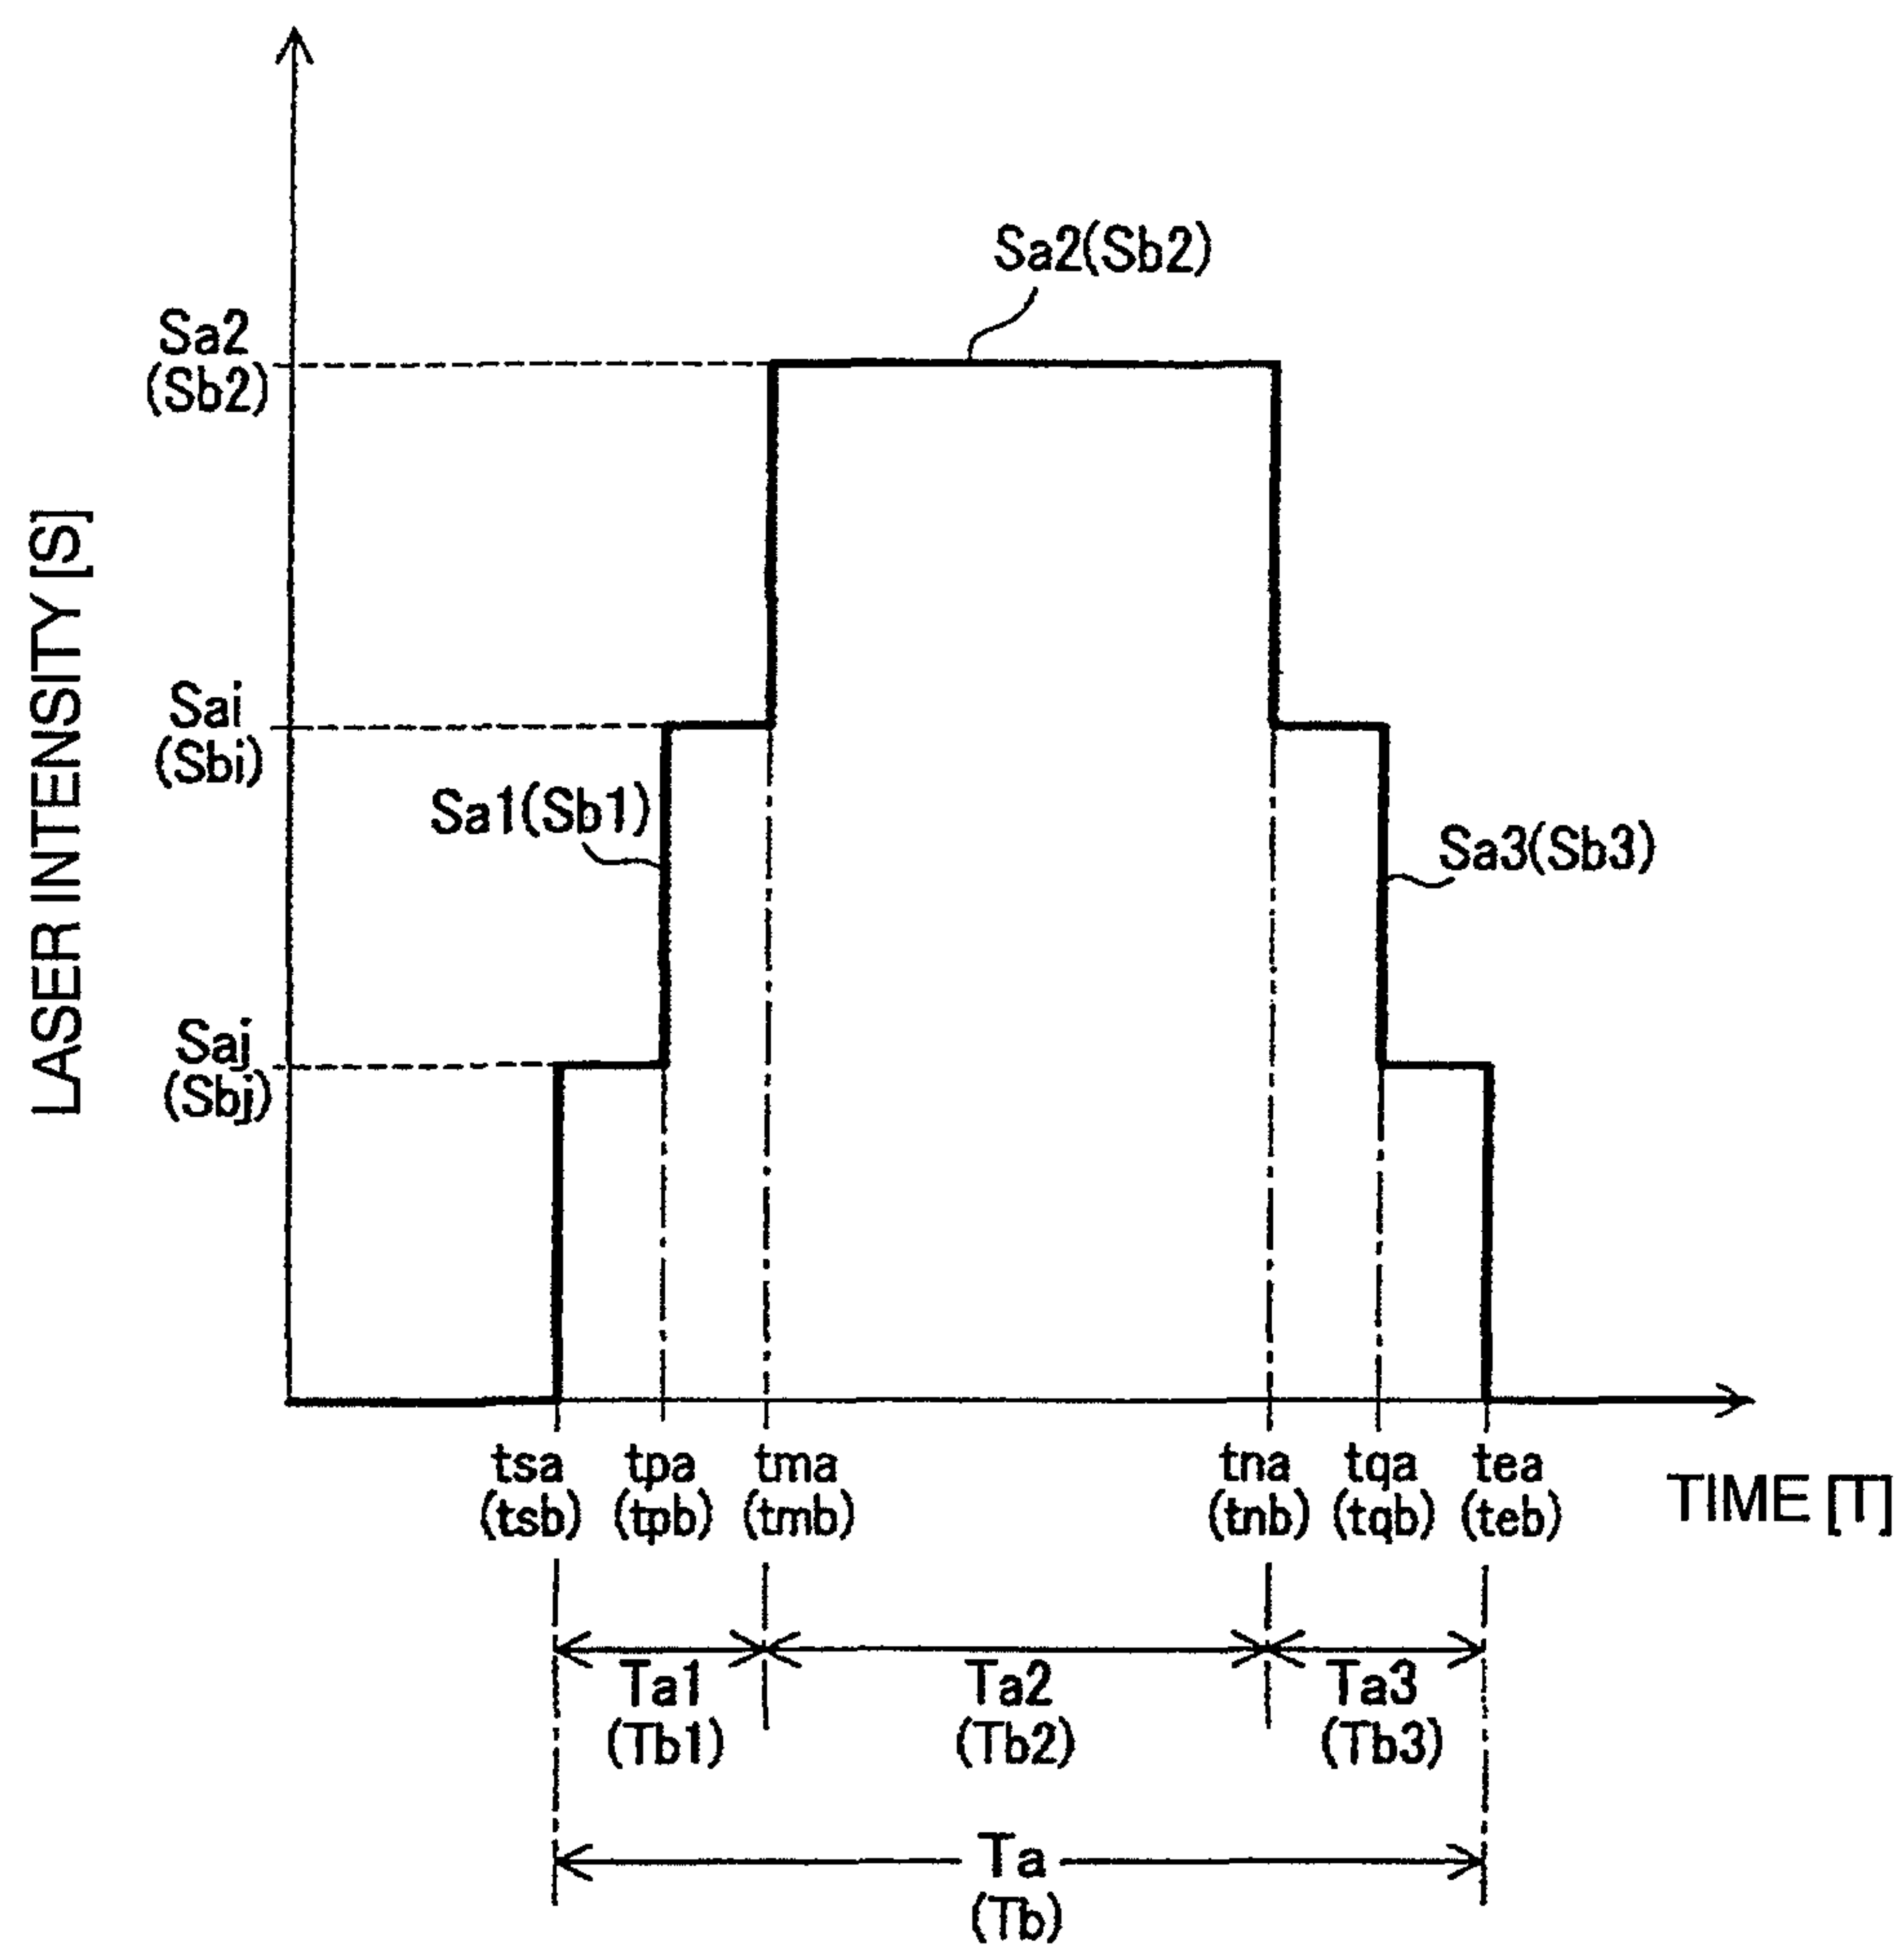 Sa2(Sb2)
Sa2
(Sb2)
LASER INTENSITY [S]
Sai
(Sbi)
Sa1(Sb1)
Sa3(Sb3)
Saj
(Sbj)
tsa tpa tma tna tqa tea
(tsb) (tpb) (tmb) (tnb) (tqb) (teb)
TIME [T]
Ta1 Ta2 Ta3
(Tb1) (Tb2) (Tb3)
Ta
(Tb)